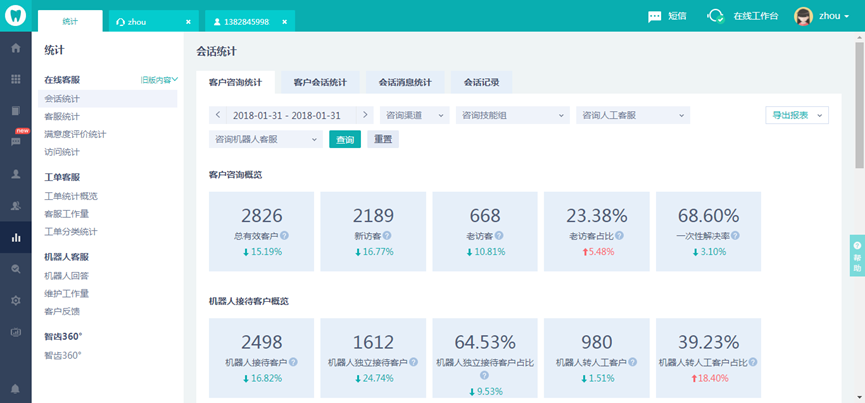 统计
zhou ×
1382845998 ×
短信
在线工作台
zhou
统计
在线客服
旧版内容
会话统计
客服统计
满意度评价统计
访问统计
new
工单客服
工单统计概览
客服工作量
工单分类统计
机器人客服
机器人回答
维护工作量
客户反馈
智齿360°
智齿360°
会话统计
客户咨询统计 客户会话统计 会话消息统计 会话记录
2018-01-31 - 2018-01-31 咨询渠道 咨询技能组 咨询人工客服 导出报表
咨询机器人客服 查询 重置
客户咨询概览
2826 2189 668 23.38% 68.60%
总有效客户? 新访客? 老访客? 老访客占比? 一次性解决率?
↓15.19% ↓16.77% ↓10.81% ↑5.48% ↓3.10%
机器人接待客户概览
2498 1612 64.53% 980 39.23%
机器人接待客户? 机器人独立接待客户? 机器人独立接待客户占比? 机器人转人工客户? 机器人转人工客户占比?
↓16.82% ↓24.74% ↓9.53% ↓1.51% ↑18.40%
? 帮助